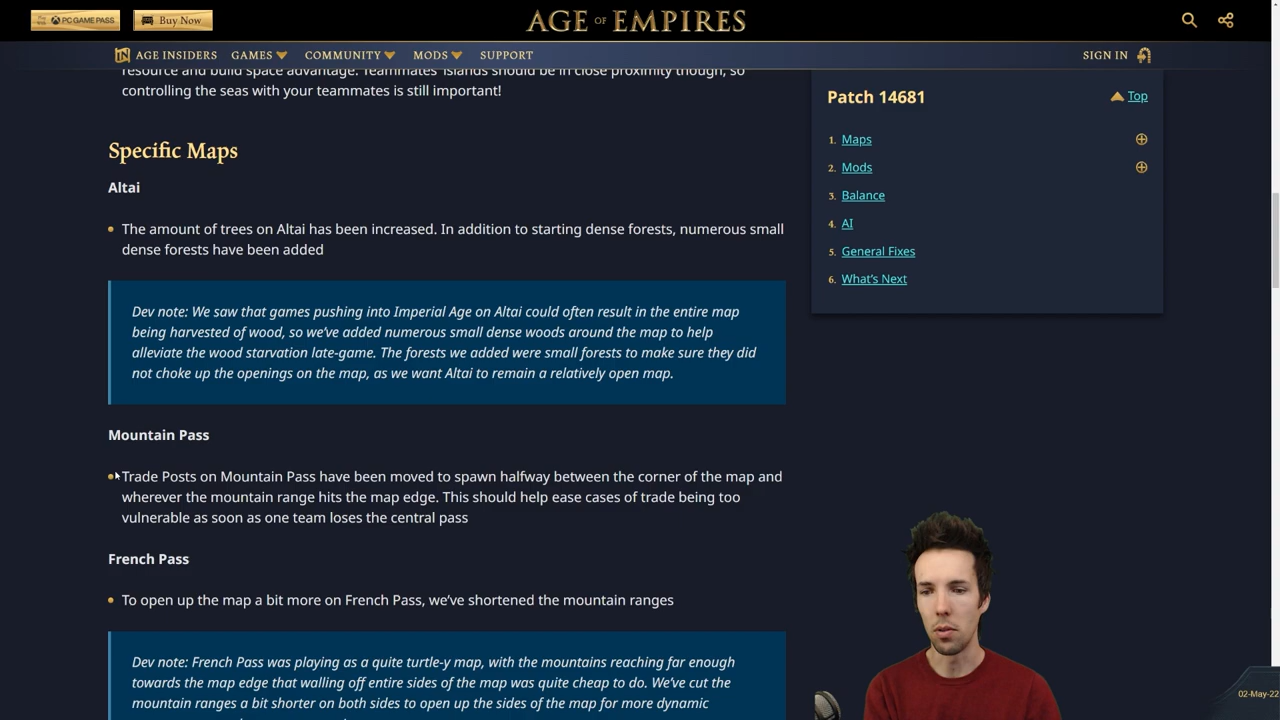 PC GAME PASS
Buy Now
AGE OF EMPIRES
AGE INSIDERS
GAMES
COMMUNITY
MODS
SUPPORT
SIGN IN
resource and build space advantage. Teammates' islands should be in close proximity though, so
controlling the seas with your teammates is still important!
Specific Maps
Altai
The amount of trees on Altai has been increased. In addition to starting dense forests, numerous small
dense forests have been added
Dev note: We saw that games pushing into Imperial Age on Altai could often result in the entire map
being harvested of wood, so we've added numerous small dense woods around the map to help
alleviate the wood starvation late-game. The forests we added were small forests to make sure they did
not choke up the openings on the map, as we want Altai to remain a relatively open map.
Mountain Pass
Trade Posts on Mountain Pass have been moved to spawn halfway between the corner of the map and
wherever the mountain range hits the map edge. This should help ease cases of trade being too
vulnerable as soon as one team loses the central pass
French Pass
To open up the map a bit more on French Pass, we've shortened the mountain ranges
Dev note: French Pass was playing as a quite turtle-y map, with the mountains reaching far enough
towards the map edge that walling off entire sides of the map was quite cheap to do. We've cut the
mountain ranges a bit shorter on both sides to open up the sides of the map for more dynamic
Patch 14681
Top
1. Maps
2. Mods
3. Balance
4. AI
5. General Fixes
6. What's Next
02-May-22